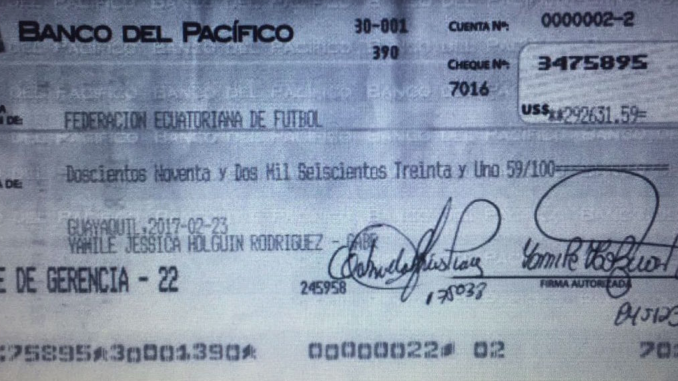 BANCO DEL PACÍFICO
30-001
390
CUENTA Nº:
0000002-2
CHEQUE Nº:
7016
3475895
US$ **292631.59=
DE:
FEDERACION ECUATORIANA DE FUTBOL
DE:
Doscientos Noventa y Dos Mil Seiscientos Treinta y Uno 59/100
GUAYAQUIL,2017-02-23
YAMILE JESSICA HOLGUIN RODRIGUEZ -
E DE GERENCIA - 22
245958
175033
FIRMA AUTORIZADA